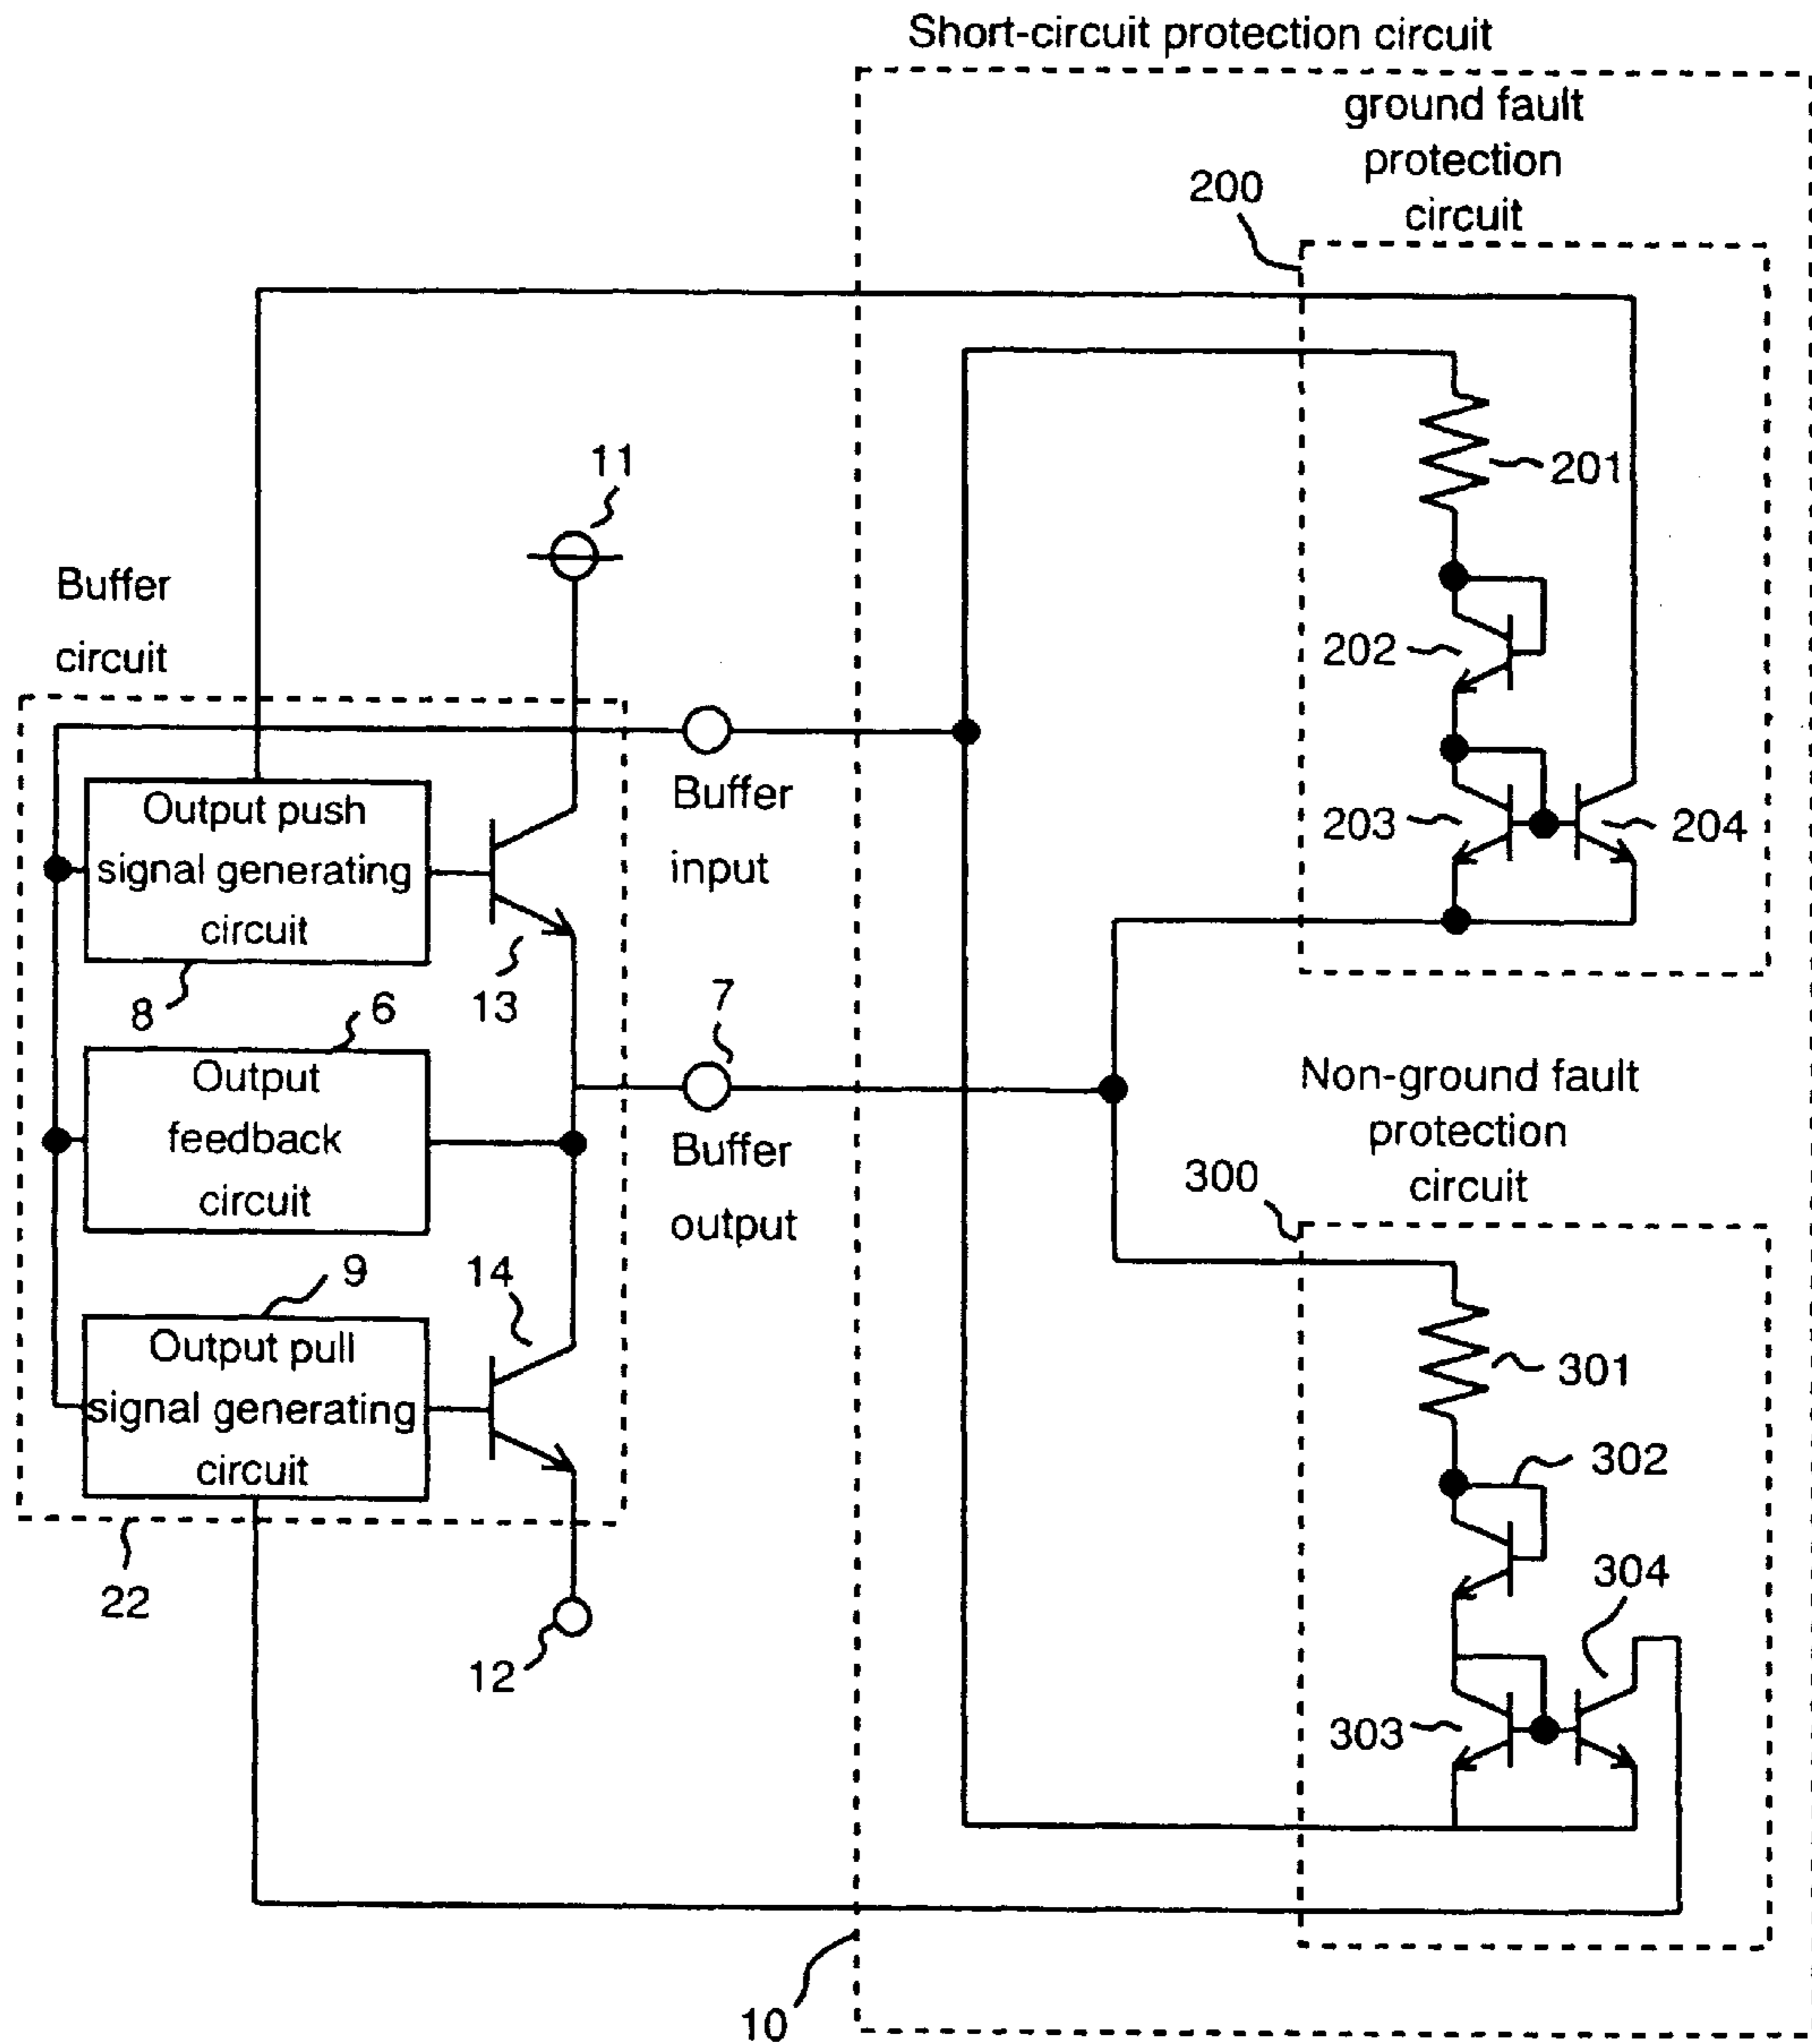 Short-circuit protection circuit
ground fault
protection
circuit
200
201
11
Buffer
circuit
202
Output push
signal generating
circuit
Buffer
input
203
204
8
6
13
7
Output
feedback
circuit
Buffer
output
Non-ground fault
protection
circuit
300
9
14
Output pull
signal generating
circuit
301
302
22
12
304
303
10